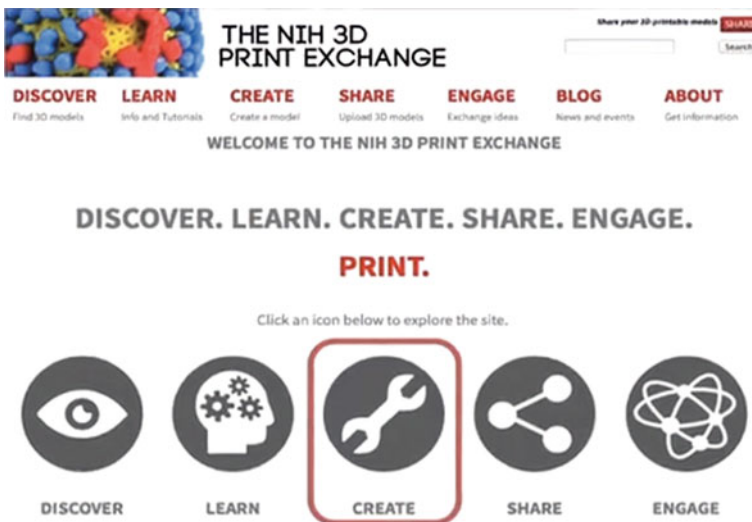 THE NIH 3D
PRINT EXCHANGE
Share your 3D-printable models SHARE
Search
DISCOVER LEARN CREATE SHARE ENGAGE BLOG ABOUT
Find 3D models Info and Tutorials Create a model Upload 3D models Exchange ideas News and events Get information
WELCOME TO THE NIH 3D PRINT EXCHANGE
DISCOVER. LEARN. CREATE. SHARE. ENGAGE.
PRINT.
Click an icon below to explore the site.
DISCOVER LEARN CREATE SHARE ENGAGE